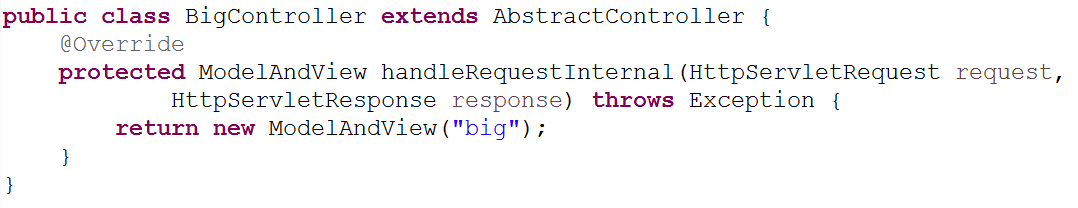 public class BigController extends AbstractController {
    @Override
    protected ModelAndView handleRequestInternal(HttpServletRequest request,
            HttpServletResponse response) throws Exception {
        return new ModelAndView("big");
    }
}